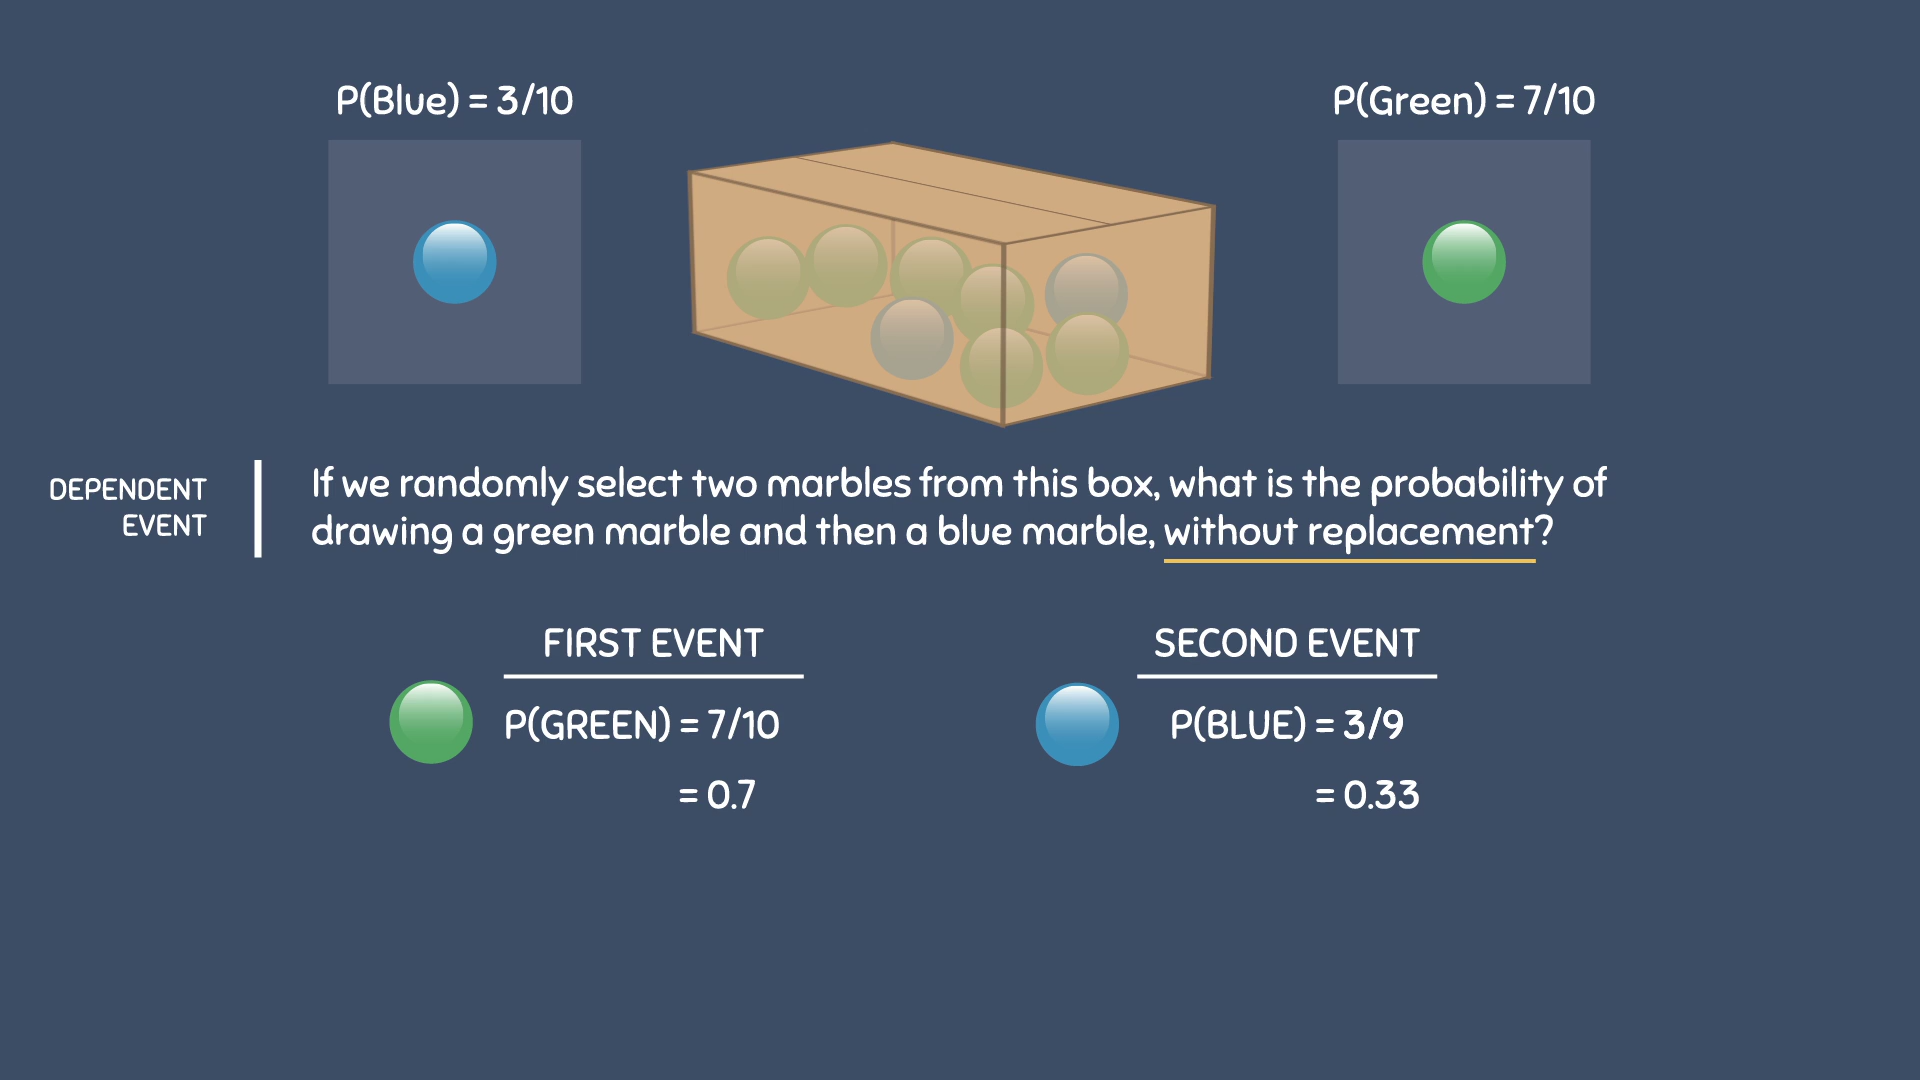 P(Blue) = 3/10
P(Green) = 7/10
DEPENDENT
EVENT
If we randomly select two marbles from this box, what is the probability of
drawing a green marble and then a blue marble, without replacement?
FIRST EVENT
P(GREEN) = 7/10
= 0.7
SECOND EVENT
P(BLUE) = 3/9
= 0.33